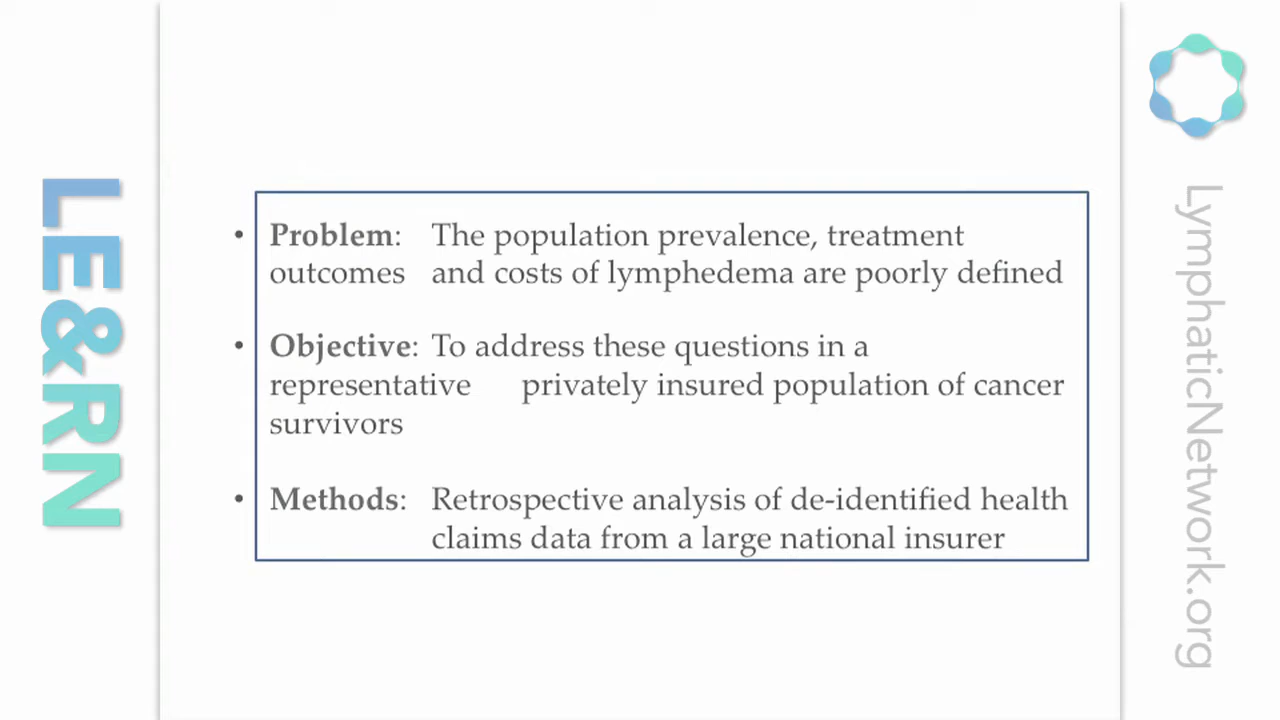 LE&RN
• Problem: The population prevalence, treatment
outcomes and costs of lymphedema are poorly defined
• Objective: To address these questions in a
representative privately insured population of cancer
survivors
• Methods: Retrospective analysis of de-identified health
claims data from a large national insurer
LymphaticNetwork.org